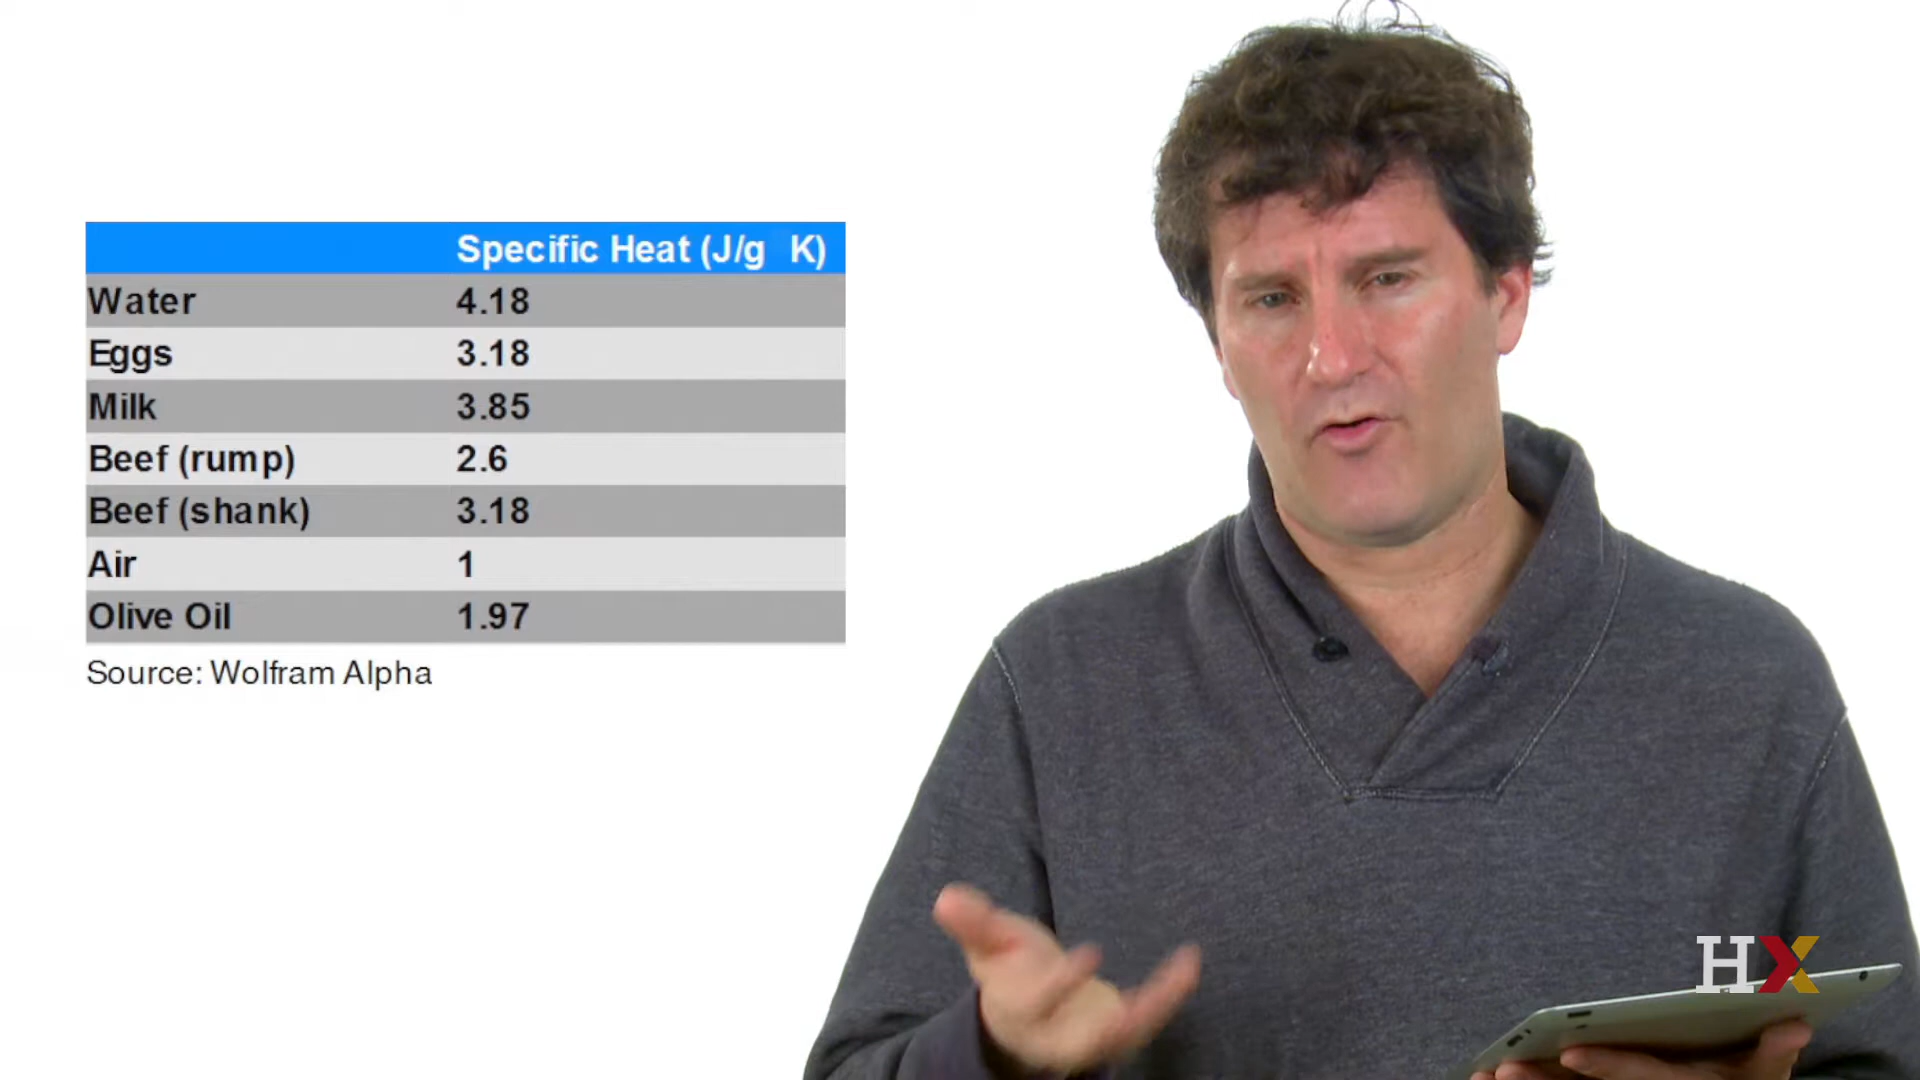 Specific Heat (J/g K)
Water 4.18
Eggs 3.18
Milk 3.85
Beef (rump) 2.6
Beef (shank) 3.18
Air 1
Olive Oil 1.97
Source: Wolfram Alpha
HX